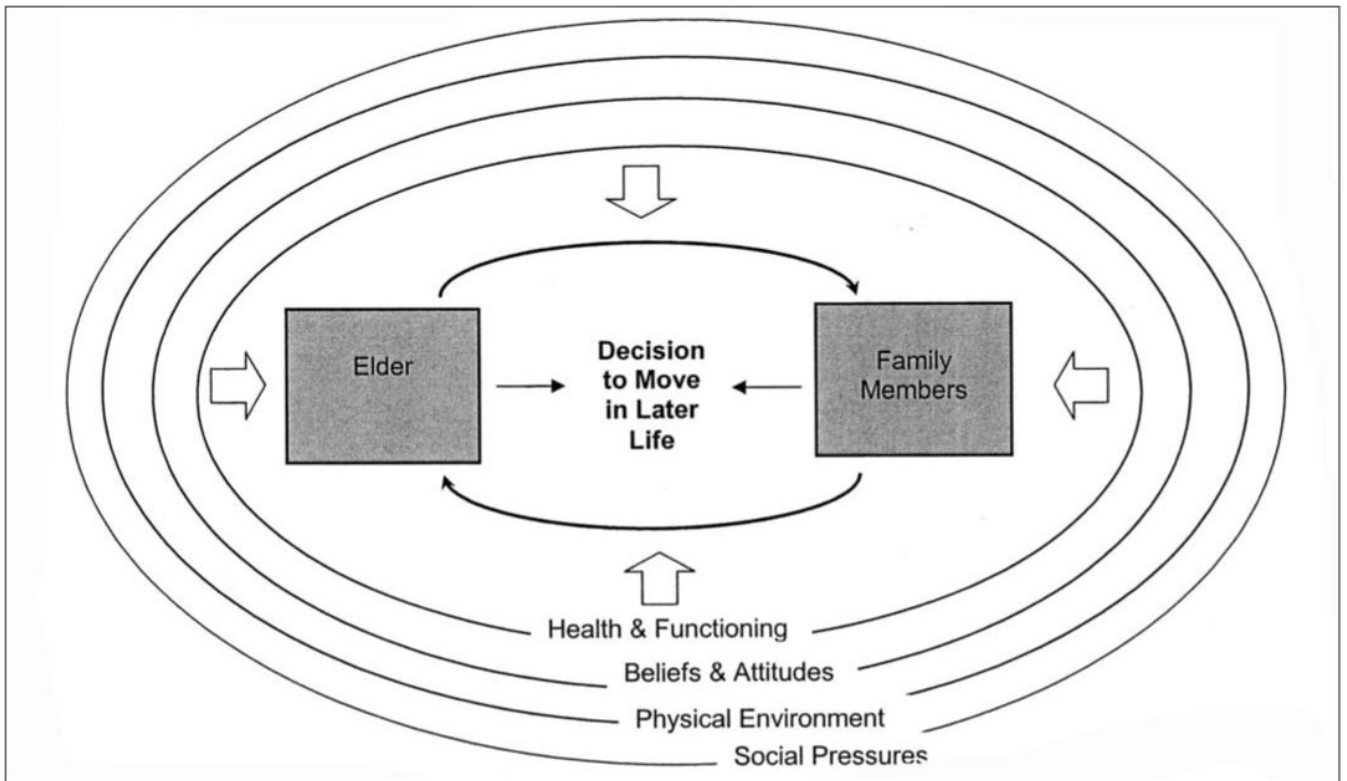 Elder
Decision
to Move
in Later
Life
Family
Members
Health & Functioning
Beliefs & Attitudes
Physical Environment
Social Pressures